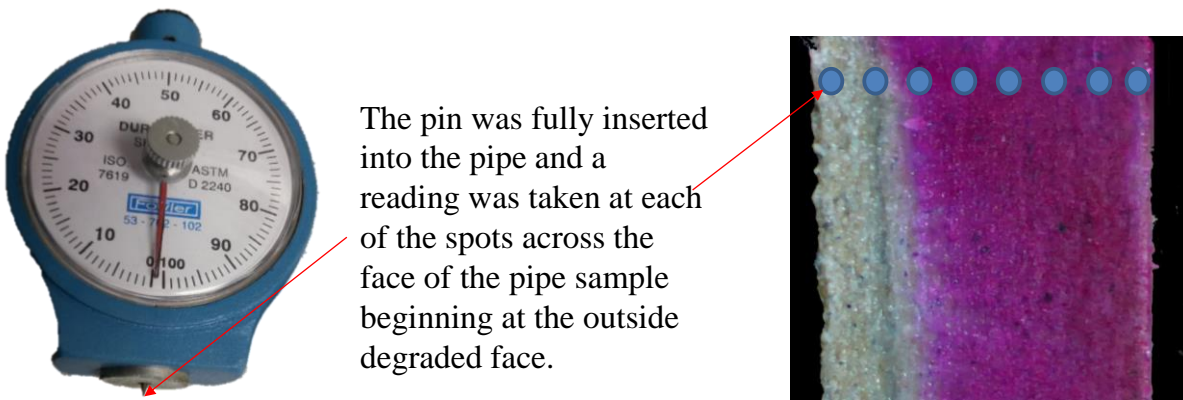 50
40 60
30 70
ISO ASTM
7619 D 2240
20 80
Fowler
53 - - 102
10 90
0 100
The pin was fully inserted
into the pipe and a
reading was taken at each
of the spots across the
face of the pipe sample
beginning at the outside
degraded face.